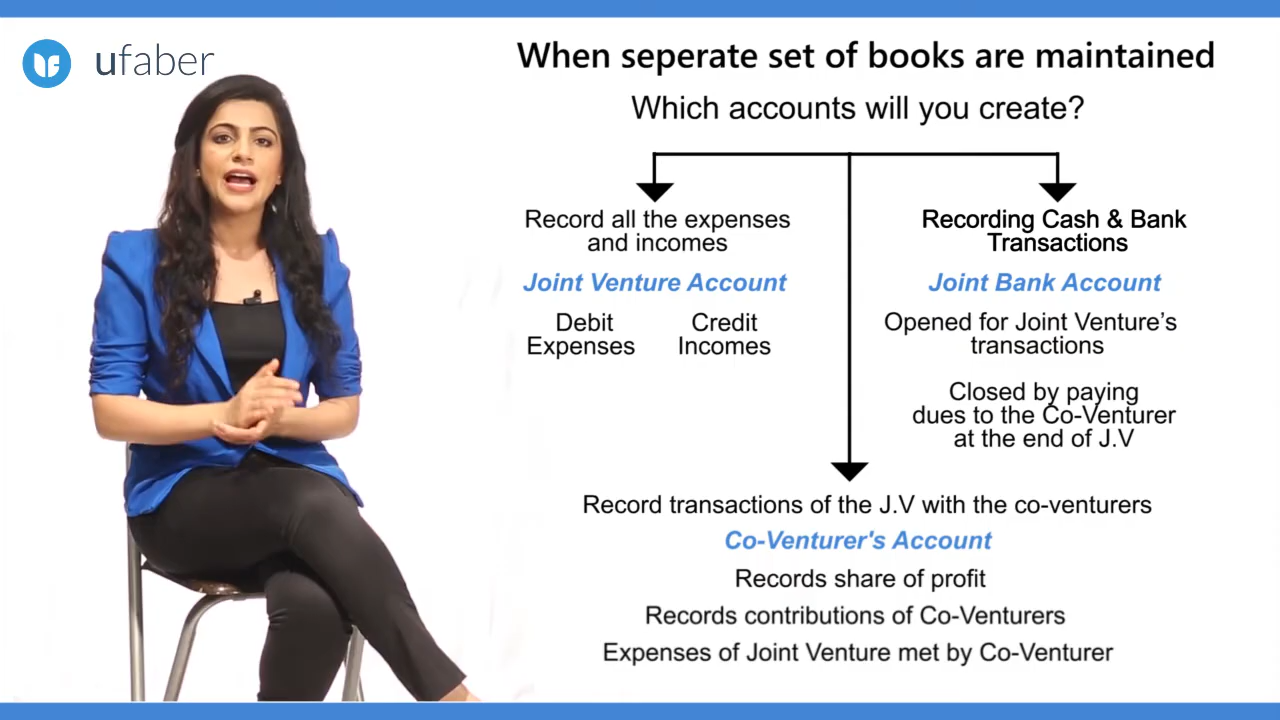 ufaber
When seperate set of books are maintained
Which accounts will you create?
Record all the expenses
and incomes
Joint Venture Account
Debit
Expenses
Credit
Incomes
Recording Cash & Bank
Transactions
Joint Bank Account
Opened for Joint Venture’s
transactions
Closed by paying
dues to the Co-Venturer
at the end of J.V
Record transactions of the J.V with the co-venturers
Co-Venturer's Account
Records share of profit
Records contributions of Co-Venturers
Expenses of Joint Venture met by Co-Venturer